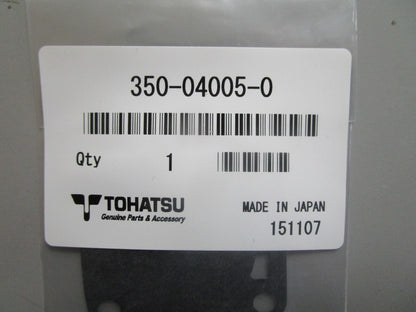 350-04005-0
Qty 1
TOHATSU
Genuine Parts & Accessory
MADE IN JAPAN
151107